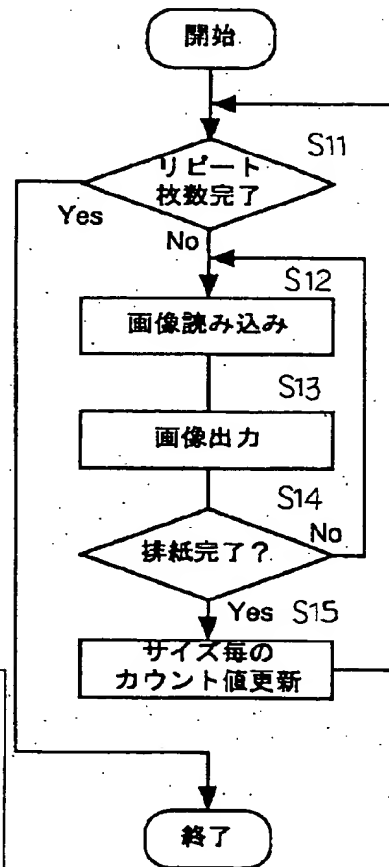 開始
S11
リピート
枚数完了
Yes
No
S12
画像読み込み
S13
画像出力
S14
排紙完了?
No
Yes
S15
サイズ毎の
カウント値更新
終了